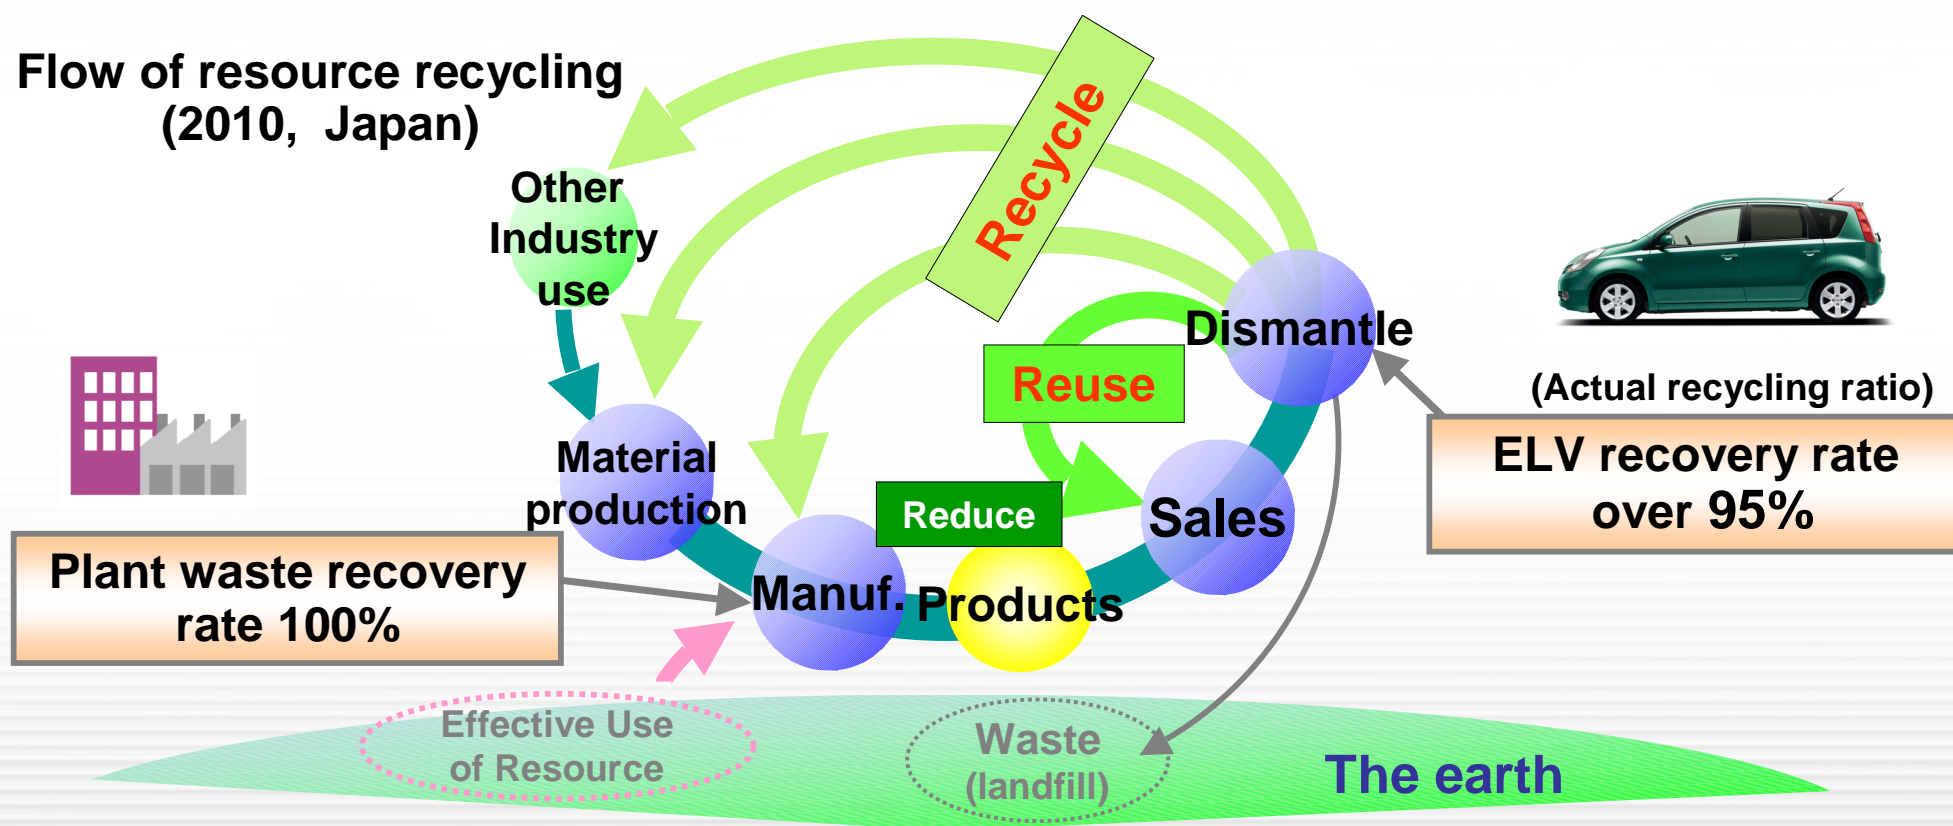 Flow of resource recycling
(2010, Japan)
Recycle
Other
Industry
use
Dismantle
Reuse
(Actual recycling ratio)
ELV recovery rate
over 95%
Material
production
Reduce
Sales
Plant waste recovery
rate 100%
Manuf.
Products
Effective Use
of Resource
Waste
(landfill)
The earth